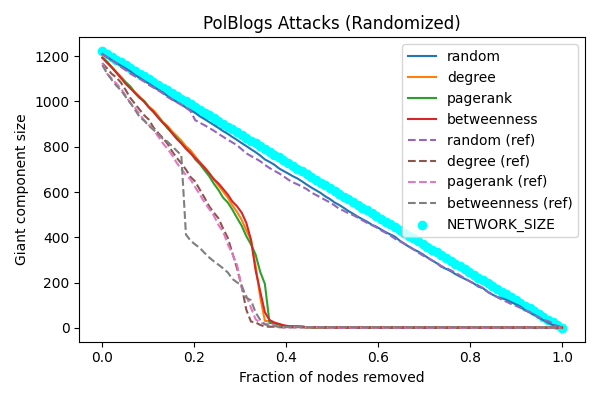 PolBlogs Attacks (Randomized)
Giant component size
1200
1000
800
600
400
200
0
0.0
0.2
0.4
0.6
0.8
1.0
Fraction of nodes removed
random
degree
pagerank
betweenness
random (ref)
degree (ref)
pagerank (ref)
betweenness (ref)
NETWORK_SIZE